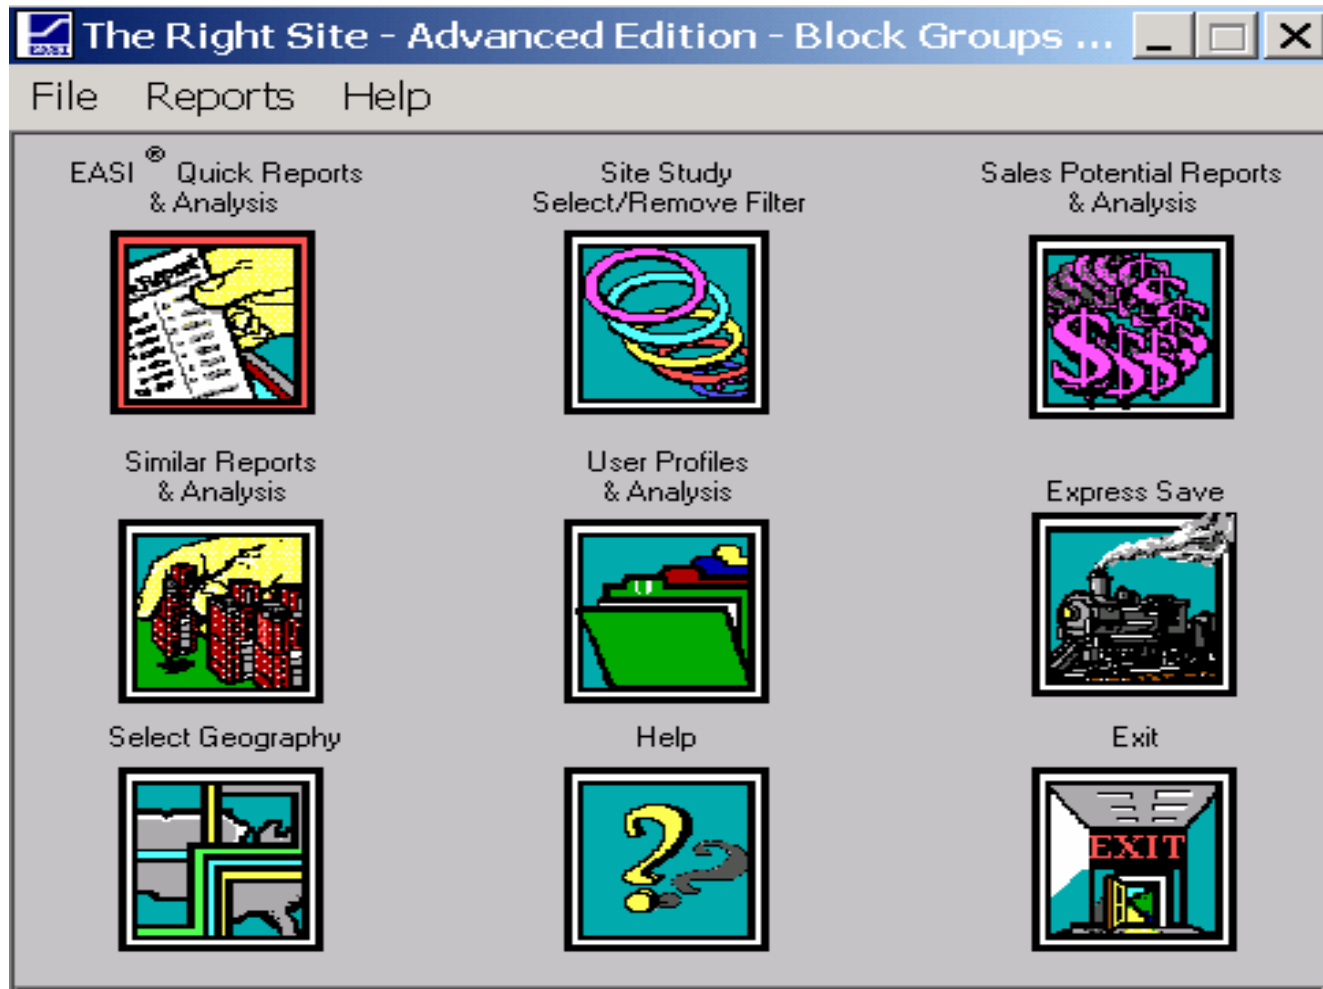 The Right Site - Advanced Edition - Block Groups ...
File Reports Help
EASI ® Quick Reports
& Analysis
Site Study
Select/Remove Filter
Sales Potential Reports
& Analysis
Report
Similar Reports
& Analysis
User Profiles
& Analysis
Express Save
Select Geography
Help
Exit
EXIT